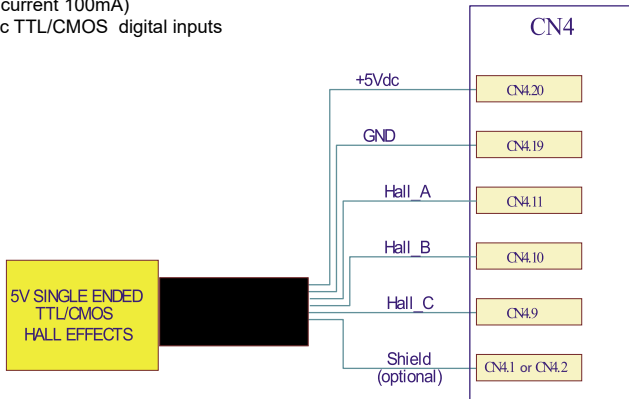 current 100mA)
c TTL/CMOS digital inputs
CN4
+5Vdc
CN4.20
GND
CN4.19
Hall_A
CN4.11
Hall_B
CN4.10
Hall_C
CN4.9
5V SINGLE ENDED
TTL/CMOS
HALL EFFECTS
Shield
(optional)
CN4.1 or CN4.2